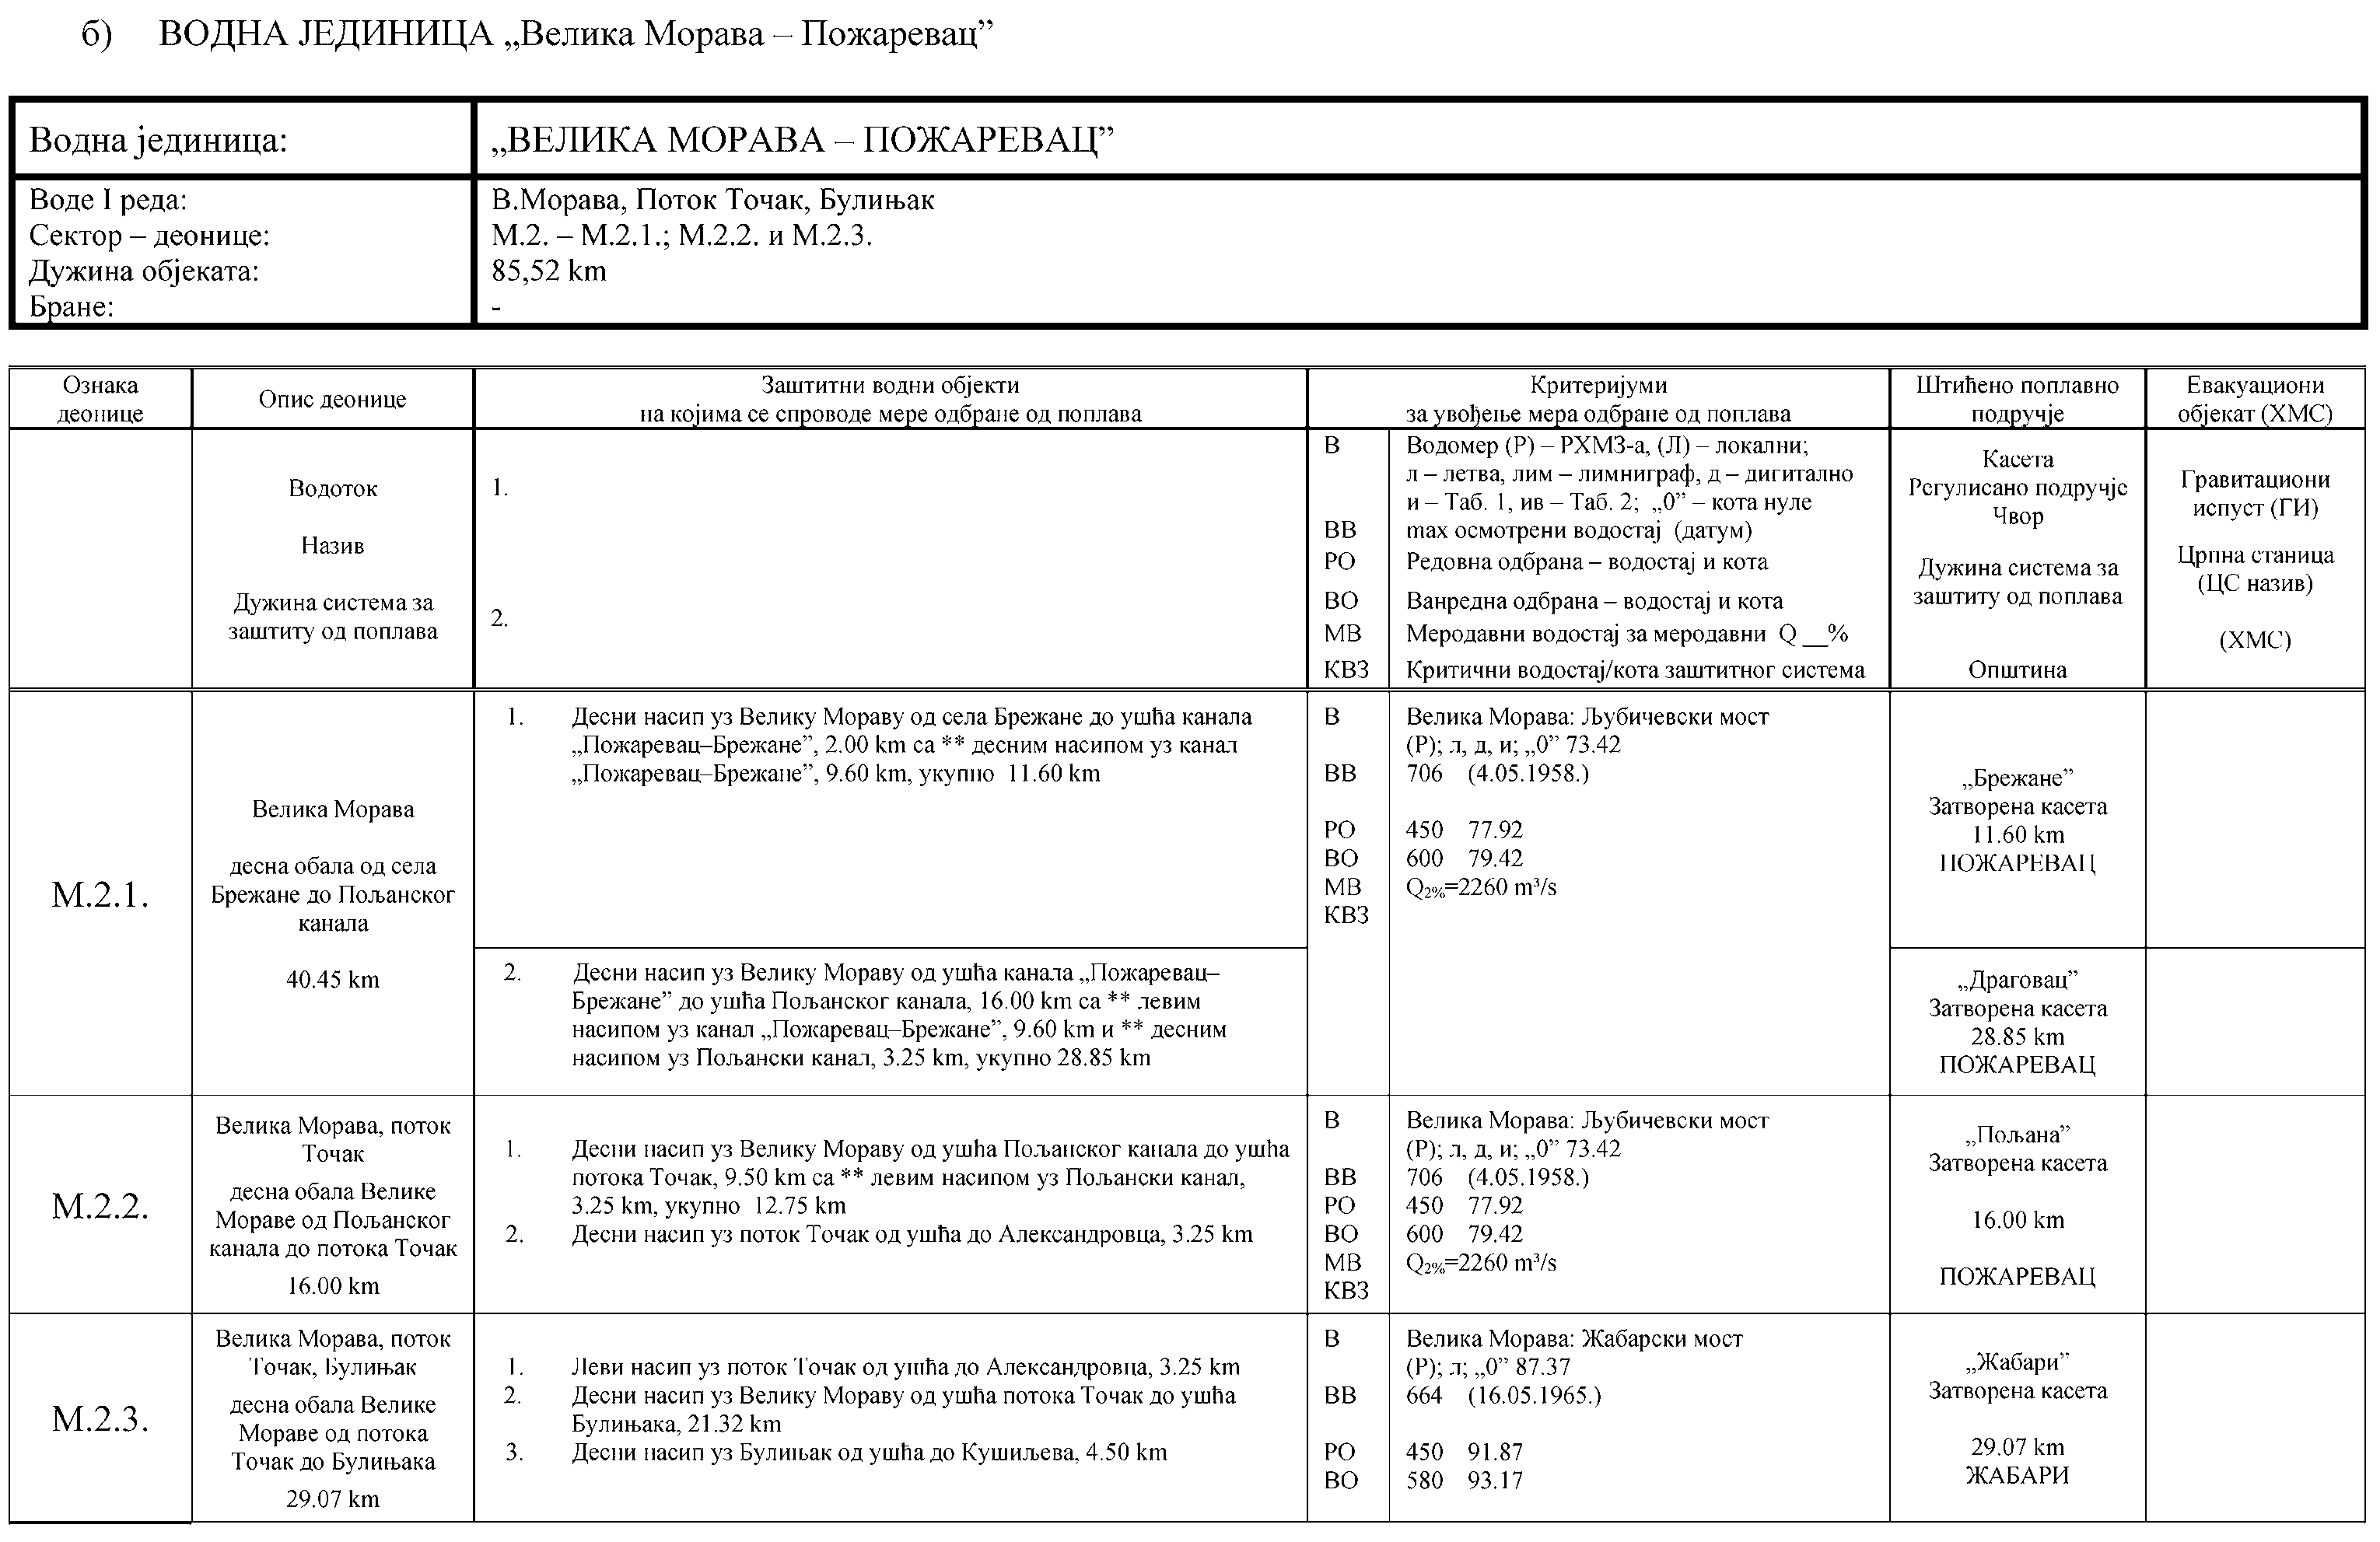 б) ВОДНА ЈЕДИНИЦА „Велика Морава – Пожаревац”
Водна јединица:
„ВЕЛИКА МОРАВА – ПОЖАРЕВАЦ”
Воде I реда:
В.Морава, Поток Точак, Булињак
Сектор – деонице:
М.2. – М.2.1.; М.2.2. и М.2.3.
Дужина објеката:
85,52 km
Бране:
-
Ознака
деонице
Опис деонице
Заштитни водни објекти
на којима се спроводе мере одбране од поплава
Критеријуми
за увођење мера одбране од поплава
Штићено поплавно
подручје
Евакуациони
објекат (ХМС)
Водоток
Назив
Дужина система за
заштиту од поплава
1.
2.
В
Водомер (Р) – РХМЗ-а, (Л) – локални;
л – летва, лим – лимниграф, д – дигитално
и – Таб. 1, ив – Таб. 2; „0” – кота нуле
ВВ
max осмотрени водостај (датум)
РО
Редовна одбрана – водостај и кота
ВО
Ванредна одбрана – водостај и кота
МВ
Меродавни водостај за меродавни Q __%
КВЗ
Критични водостај/кота заштитног система
Касета
Регулисано подручје
Чвор
Дужина система за
заштиту од поплава
Општина
Гравитациони
испуст (ГИ)
Црпна станица
(ЦС назив)
(ХМС)
М.2.1.
Велика Морава
десна обала од села
Брежане до Пољанског
канала
40.45 km
1. Десни насип уз Велику Мораву од села Брежане до ушћа канала
„Пожаревац–Брежане”, 2.00 km са ** десним насипом уз канал
„Пожаревац–Брежане”, 9.60 km, укупно 11.60 km
2. Десни насип уз Велику Мораву од ушћа канала „Пожаревац–
Брежане” до ушћа Пољанског канала, 16.00 km са ** левим
насипом уз канал „Пожаревац–Брежане”, 9.60 km и ** десним
насипом уз Пољански канал, 3.25 km, укупно 28.85 km
В
Велика Морава: Љубичевски мост
(Р); л, д, и; „0” 73.42
ВВ
706 (4.05.1958.)
РО
450 77.92
ВО
600 79.42
МВ
Q2%=2260 m³/s
КВЗ
„Брежане”
Затворена касета
11.60 km
ПОЖАРЕВАЦ
„Драговац”
Затворена касета
28.85 km
ПОЖАРЕВАЦ
М.2.2.
Велика Морава, поток
Точак
десна обала Велике
Мораве од Пољанског
канала до потока Точак
16.00 km
1. Десни насип уз Велику Мораву од ушћа Пољанског канала до ушћа
потока Точак, 9.50 km са ** левим насипом уз Пољански канал,
3.25 km, укупно 12.75 km
2. Десни насип уз поток Точак од ушћа до Александровца, 3.25 km
В
Велика Морава: Љубичевски мост
(Р); л, д, и; „0” 73.42
ВВ
706 (4.05.1958.)
РО
450 77.92
ВО
600 79.42
МВ
Q2%=2260 m³/s
КВЗ
„Пољана”
Затворена касета
16.00 km
ПОЖАРЕВАЦ
М.2.3.
Велика Морава, поток
Точак, Булињак
десна обала Велике
Мораве од потока
Точак до Булињака
29.07 km
1. Леви насип уз поток Точак од ушћа до Александровца, 3.25 km
2. Десни насип уз Велику Мораву од ушћа потока Точак до ушћа
Булињака, 21.32 km
3. Десни насип уз Булињак од ушћа до Кушиљева, 4.50 km
В
Велика Морава: Жабарски мост
(Р); л; „0” 87.37
ВВ
664 (16.05.1965.)
РО
450 91.87
ВО
580 93.17
„Жабари”
Затворена касета
29.07 km
ЖАБАРИ